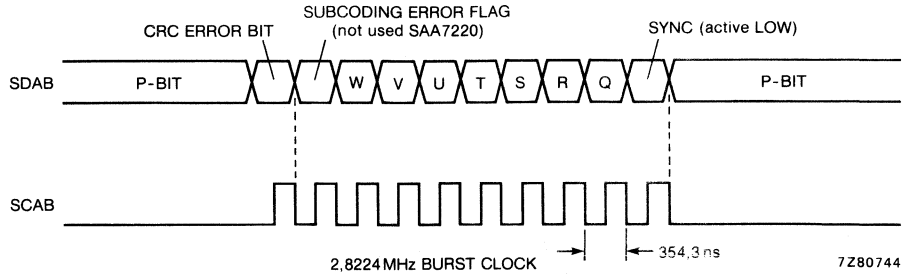 SUBCODING ERROR FLAG
CRC ERROR BIT
(not used SAA7220)
SYNC (active LOW)
SDAB
P-BIT
W
V
U
T
S
R
Q
P-BIT
SCAB
354,3 ns
2,8224 MHz BURST CLOCK
7Z80744